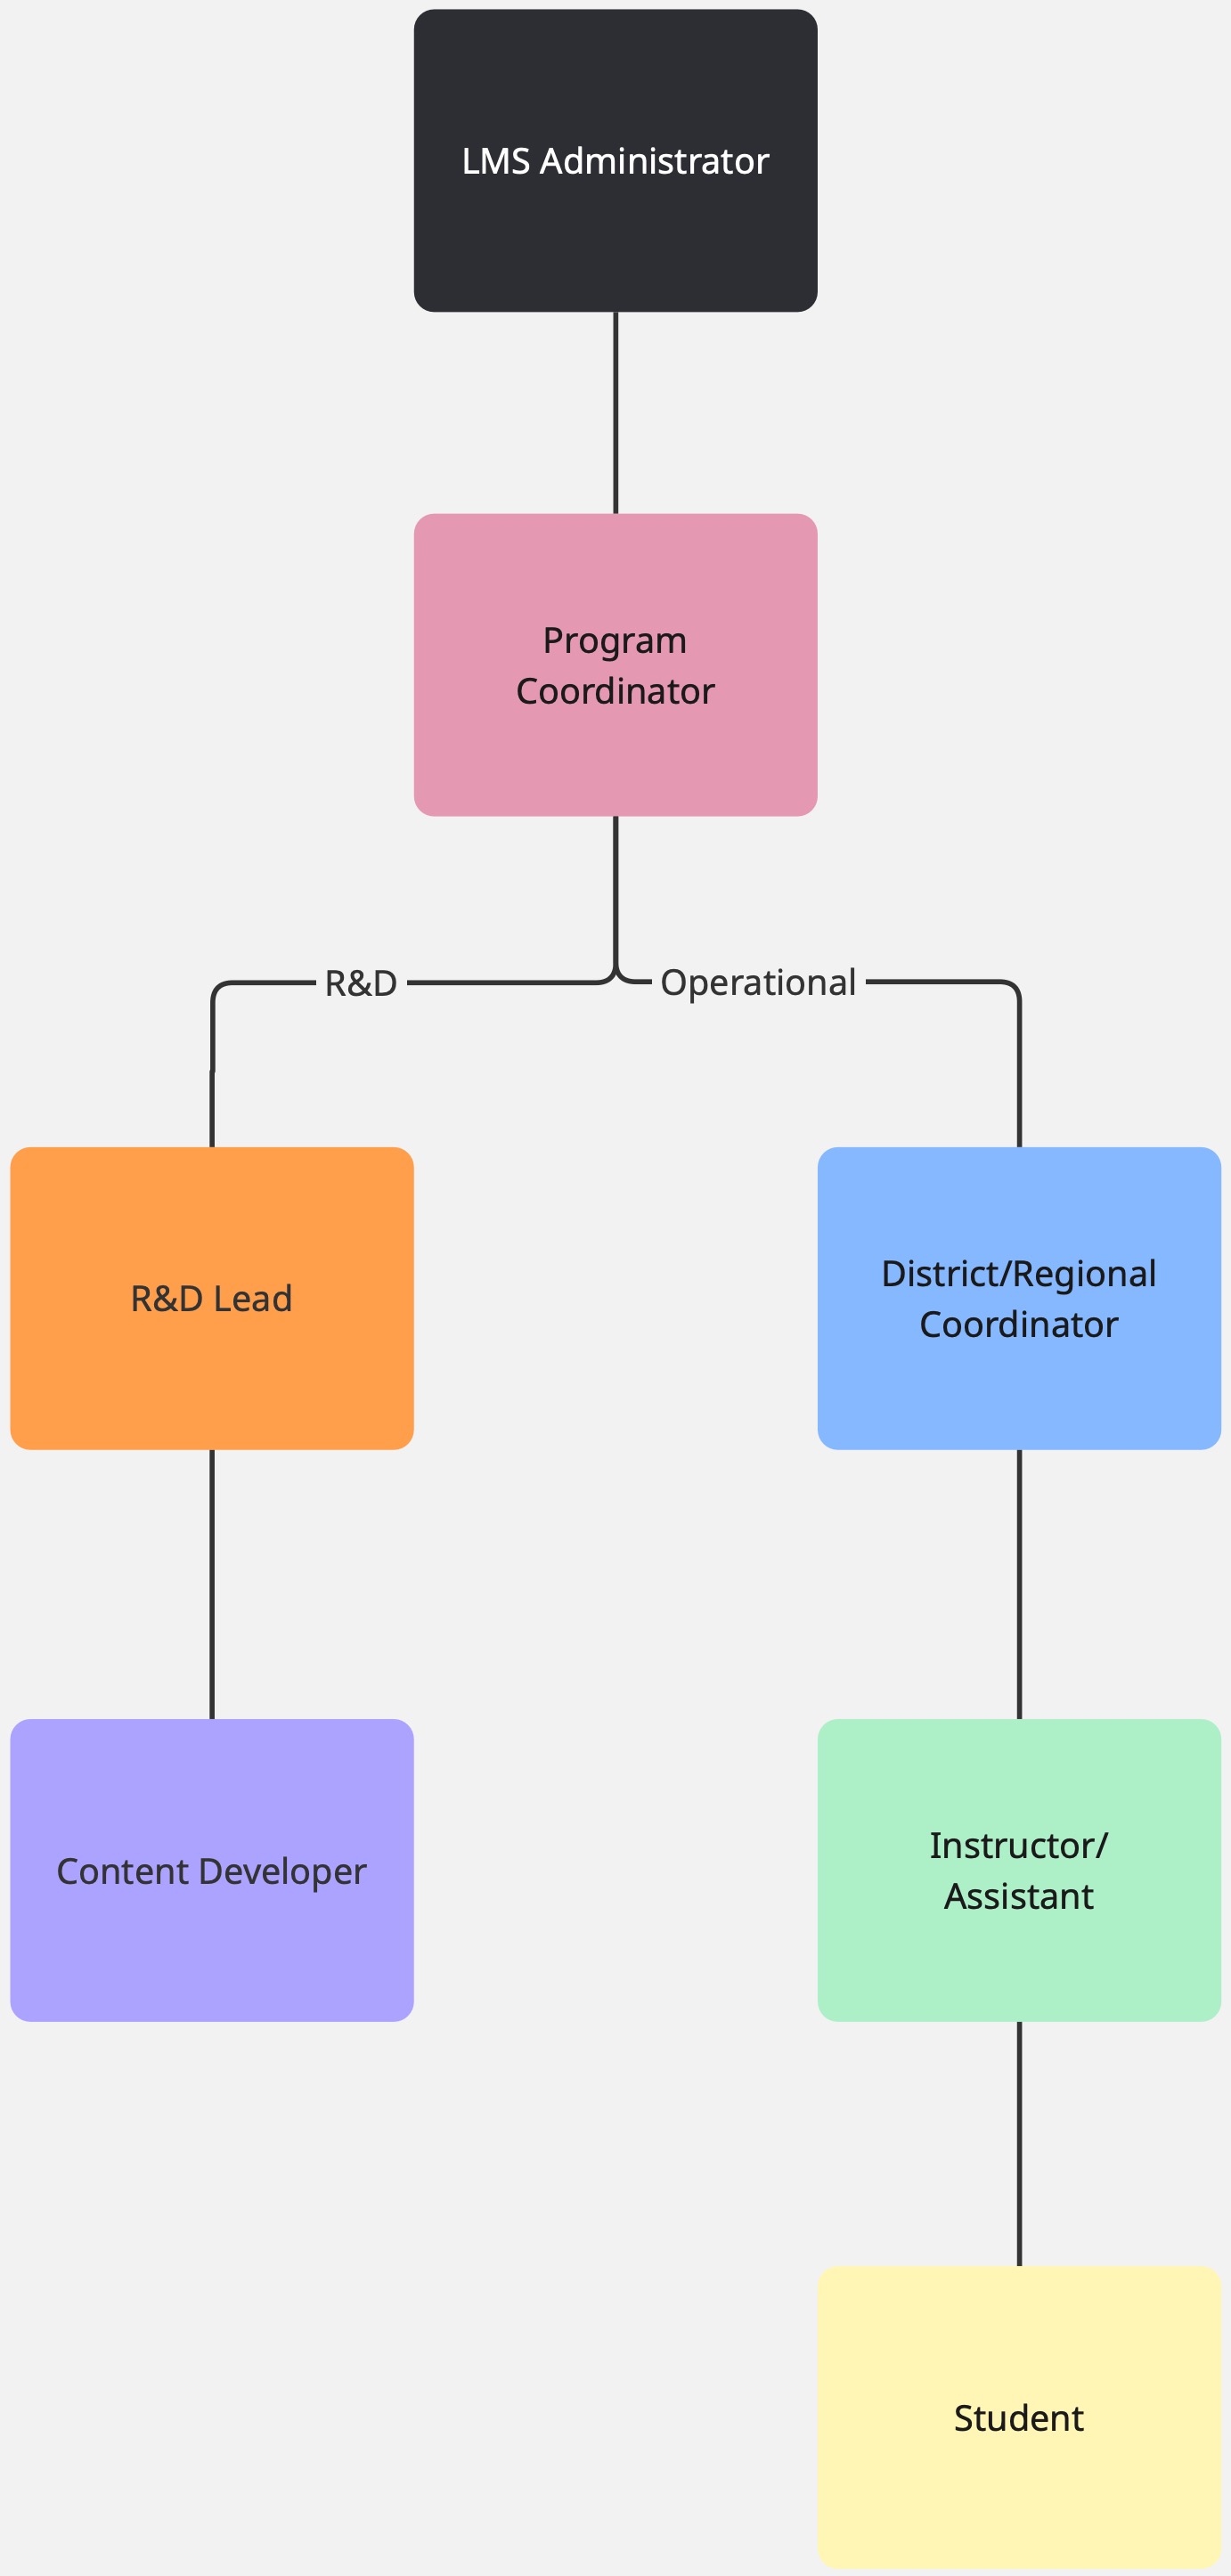 LMS Administrator
Program
Coordinator
R&D
Operational
R&D Lead
District/Regional
Coordinator
Content Developer
Instructor/
Assistant
Student